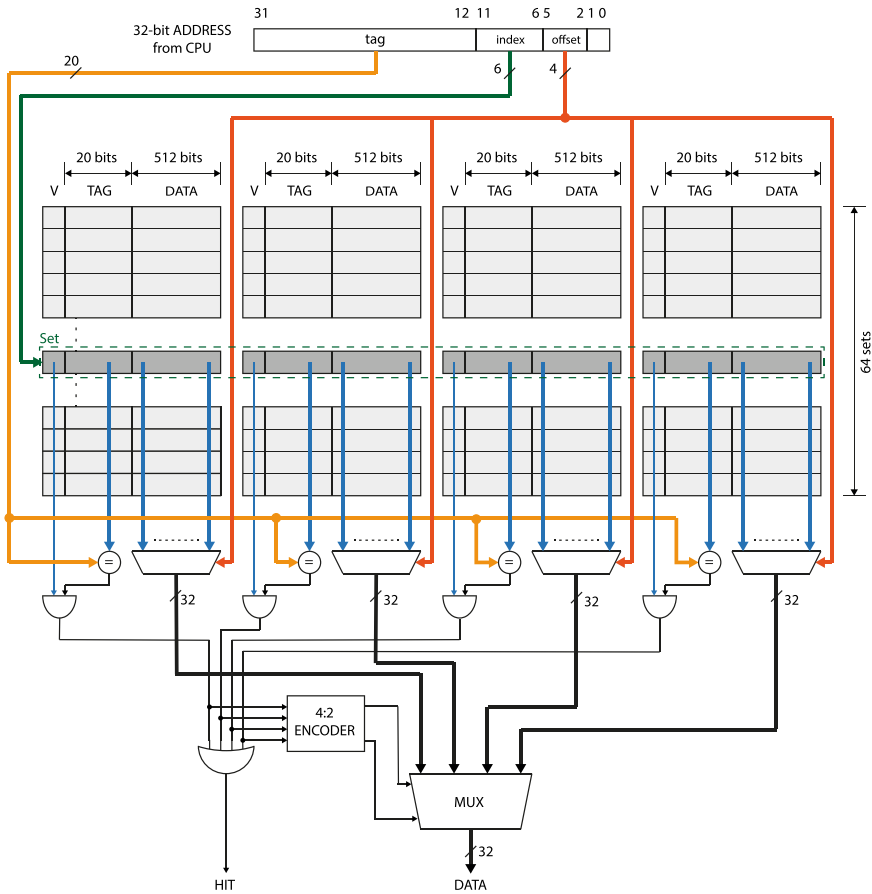 31 12 11 6 5 2 1 0
32-bit ADDRESS
from CPU
tag index offset
20 6 4
20 bits 512 bits 20 bits 512 bits 20 bits 512 bits 20 bits 512 bits
V TAG DATA V TAG DATA V TAG DATA V TAG DATA
Set
64 sets
= = = =
32 32 32 32
4:2
ENCODER
MUX
32
HIT DATA